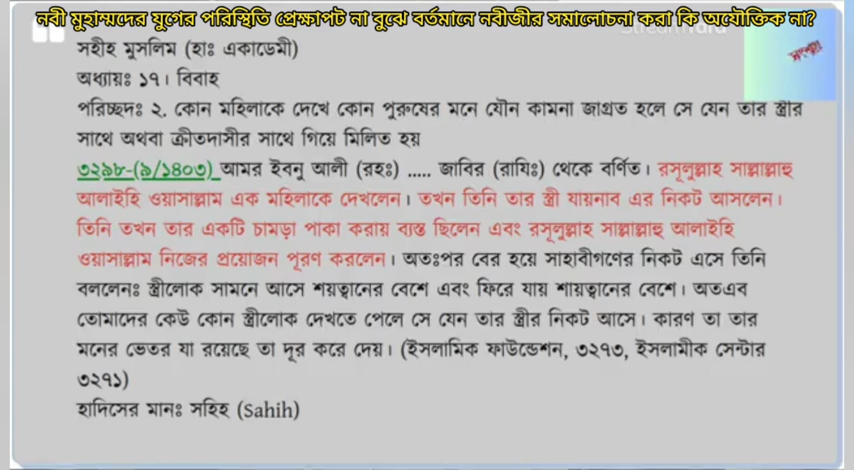 নবী মুহাম্মদের যুগের পরিস্থিতি প্রেক্ষাপট না বুঝে বর্তমানে নবীজীর সমালোচনা করা কি অযৌক্তিক না?
সহীহ মুসলিম (হাঃ একাডেমী)
অধ্যায়ঃ ১৭। বিবাহ
পরিচ্ছদঃ ২. কোন মহিলাকে দেখে কোন পুরুষের মনে যৌন কামনা জাগ্রত হলে সে যেন তার স্ত্রীর
সাথে অথবা ক্রীতদাসীর সাথে গিয়ে মিলিত হয়
৩২৯৮-(৯/১৪০৩) আমর ইবনু আলী (রহঃ) ..... জাবির (রাযিঃ) থেকে বর্ণিত। রসূলুল্লাহ সাল্লাল্লাহু
আলাইহি ওয়াসাল্লাম এক মহিলাকে দেখলেন। তখন তিনি তার স্ত্রী যায়নাব এর নিকট আসলেন।
তিনি তখন তার একটি চামড়া পাকা করায় ব্যস্ত ছিলেন এবং রসূলুল্লাহ সাল্লাল্লাহু আলাইহি
ওয়াসাল্লাম নিজের প্রয়োজন পূরণ করলেন। অতঃপর বের হয়ে সাহাবীগণের নিকট এসে তিনি
বললেনঃ স্ত্রীলোক সামনে আসে শয়ত্বানের বেশে এবং ফিরে যায় শায়ত্বানের বেশে। অতএব
তোমাদের কেউ কোন স্ত্রীলোক দেখতে পেলে সে যেন তার স্ত্রীর নিকট আসে। কারণ তা তার
মনের ভেতর যা রয়েছে তা দূর করে দেয়। (ইসলামিক ফাউন্ডেশন, ৩২৭৩, ইসলামীক সেন্টার
৩২৭১)
হাদিসের মানঃ সহিহ (Sahih)